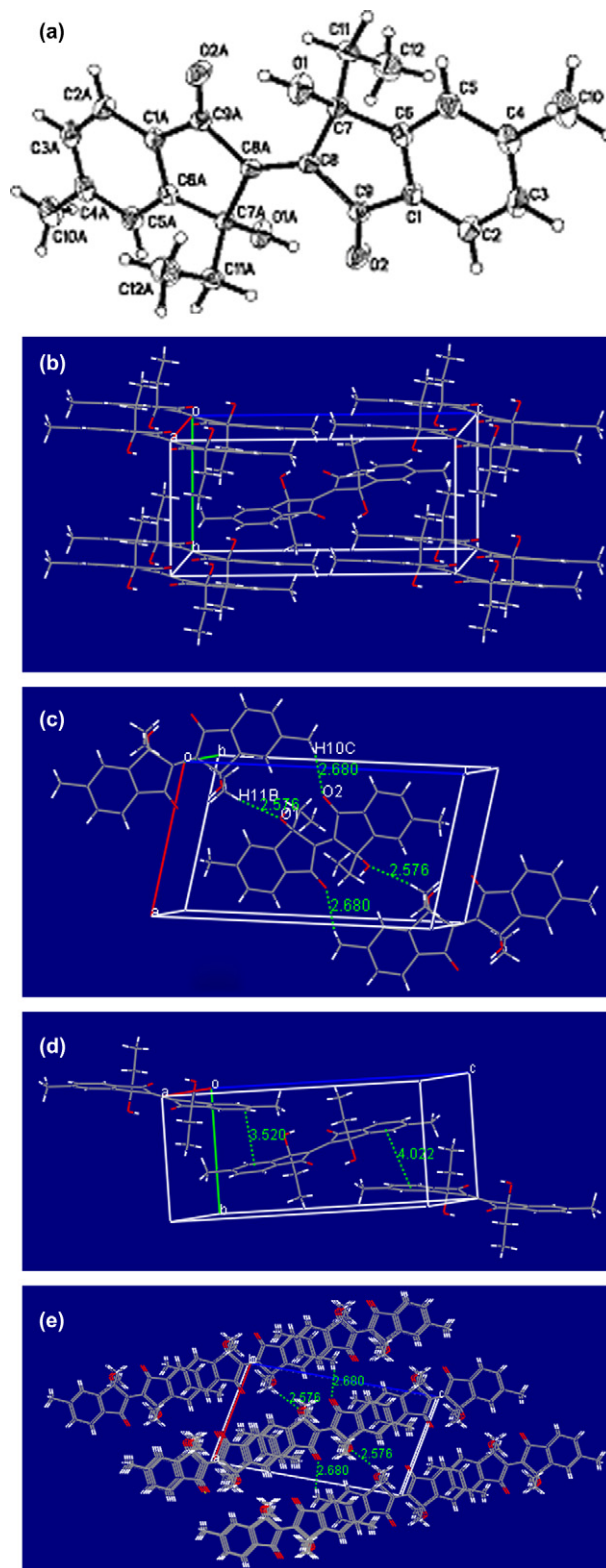 (a)
C11
O2A
O1
C12
C2A
C9A
C5
C10
C7
C6
C4
C1A
C3A
C8A
C8
C6A
C9
C3
C4A
C7A
C1
C5A
O1A
C2
C10A
O2
C12A
C11A
(b)
o
c
a
b
(c)
H10C
o
b
2.680
H11B
O2
2.576
O1
2.576
2.680
a
(d)
a
o
c
3.520
4.022
b
(e)
2.680
2.576
c
2.576
a
2.680